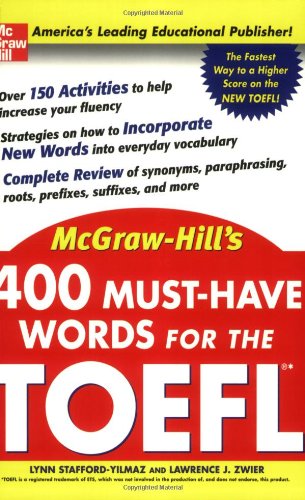 Mc
Graw
Hill
America's Leading Educational Publisher!
The Fastest
Way to a Higher
Score on the
NEW TOEFL!
Over 150 Activities to help
increase your fluency
Strategies on how to Incorporate
New Words into everyday vocabulary
Complete Review of synonyms, paraphrasing,
roots, prefixes, suffixes, and more
McGraw-Hill's
400 MUST-HAVE
WORDS FOR THE
TOEFL®*
LYNN STAFFORD-YILMAZ AND LAWRENCE J. ZWIER
*TOEFL is a registered trademark of ETS, which was not involved in the production of, and does not endorse, this product.